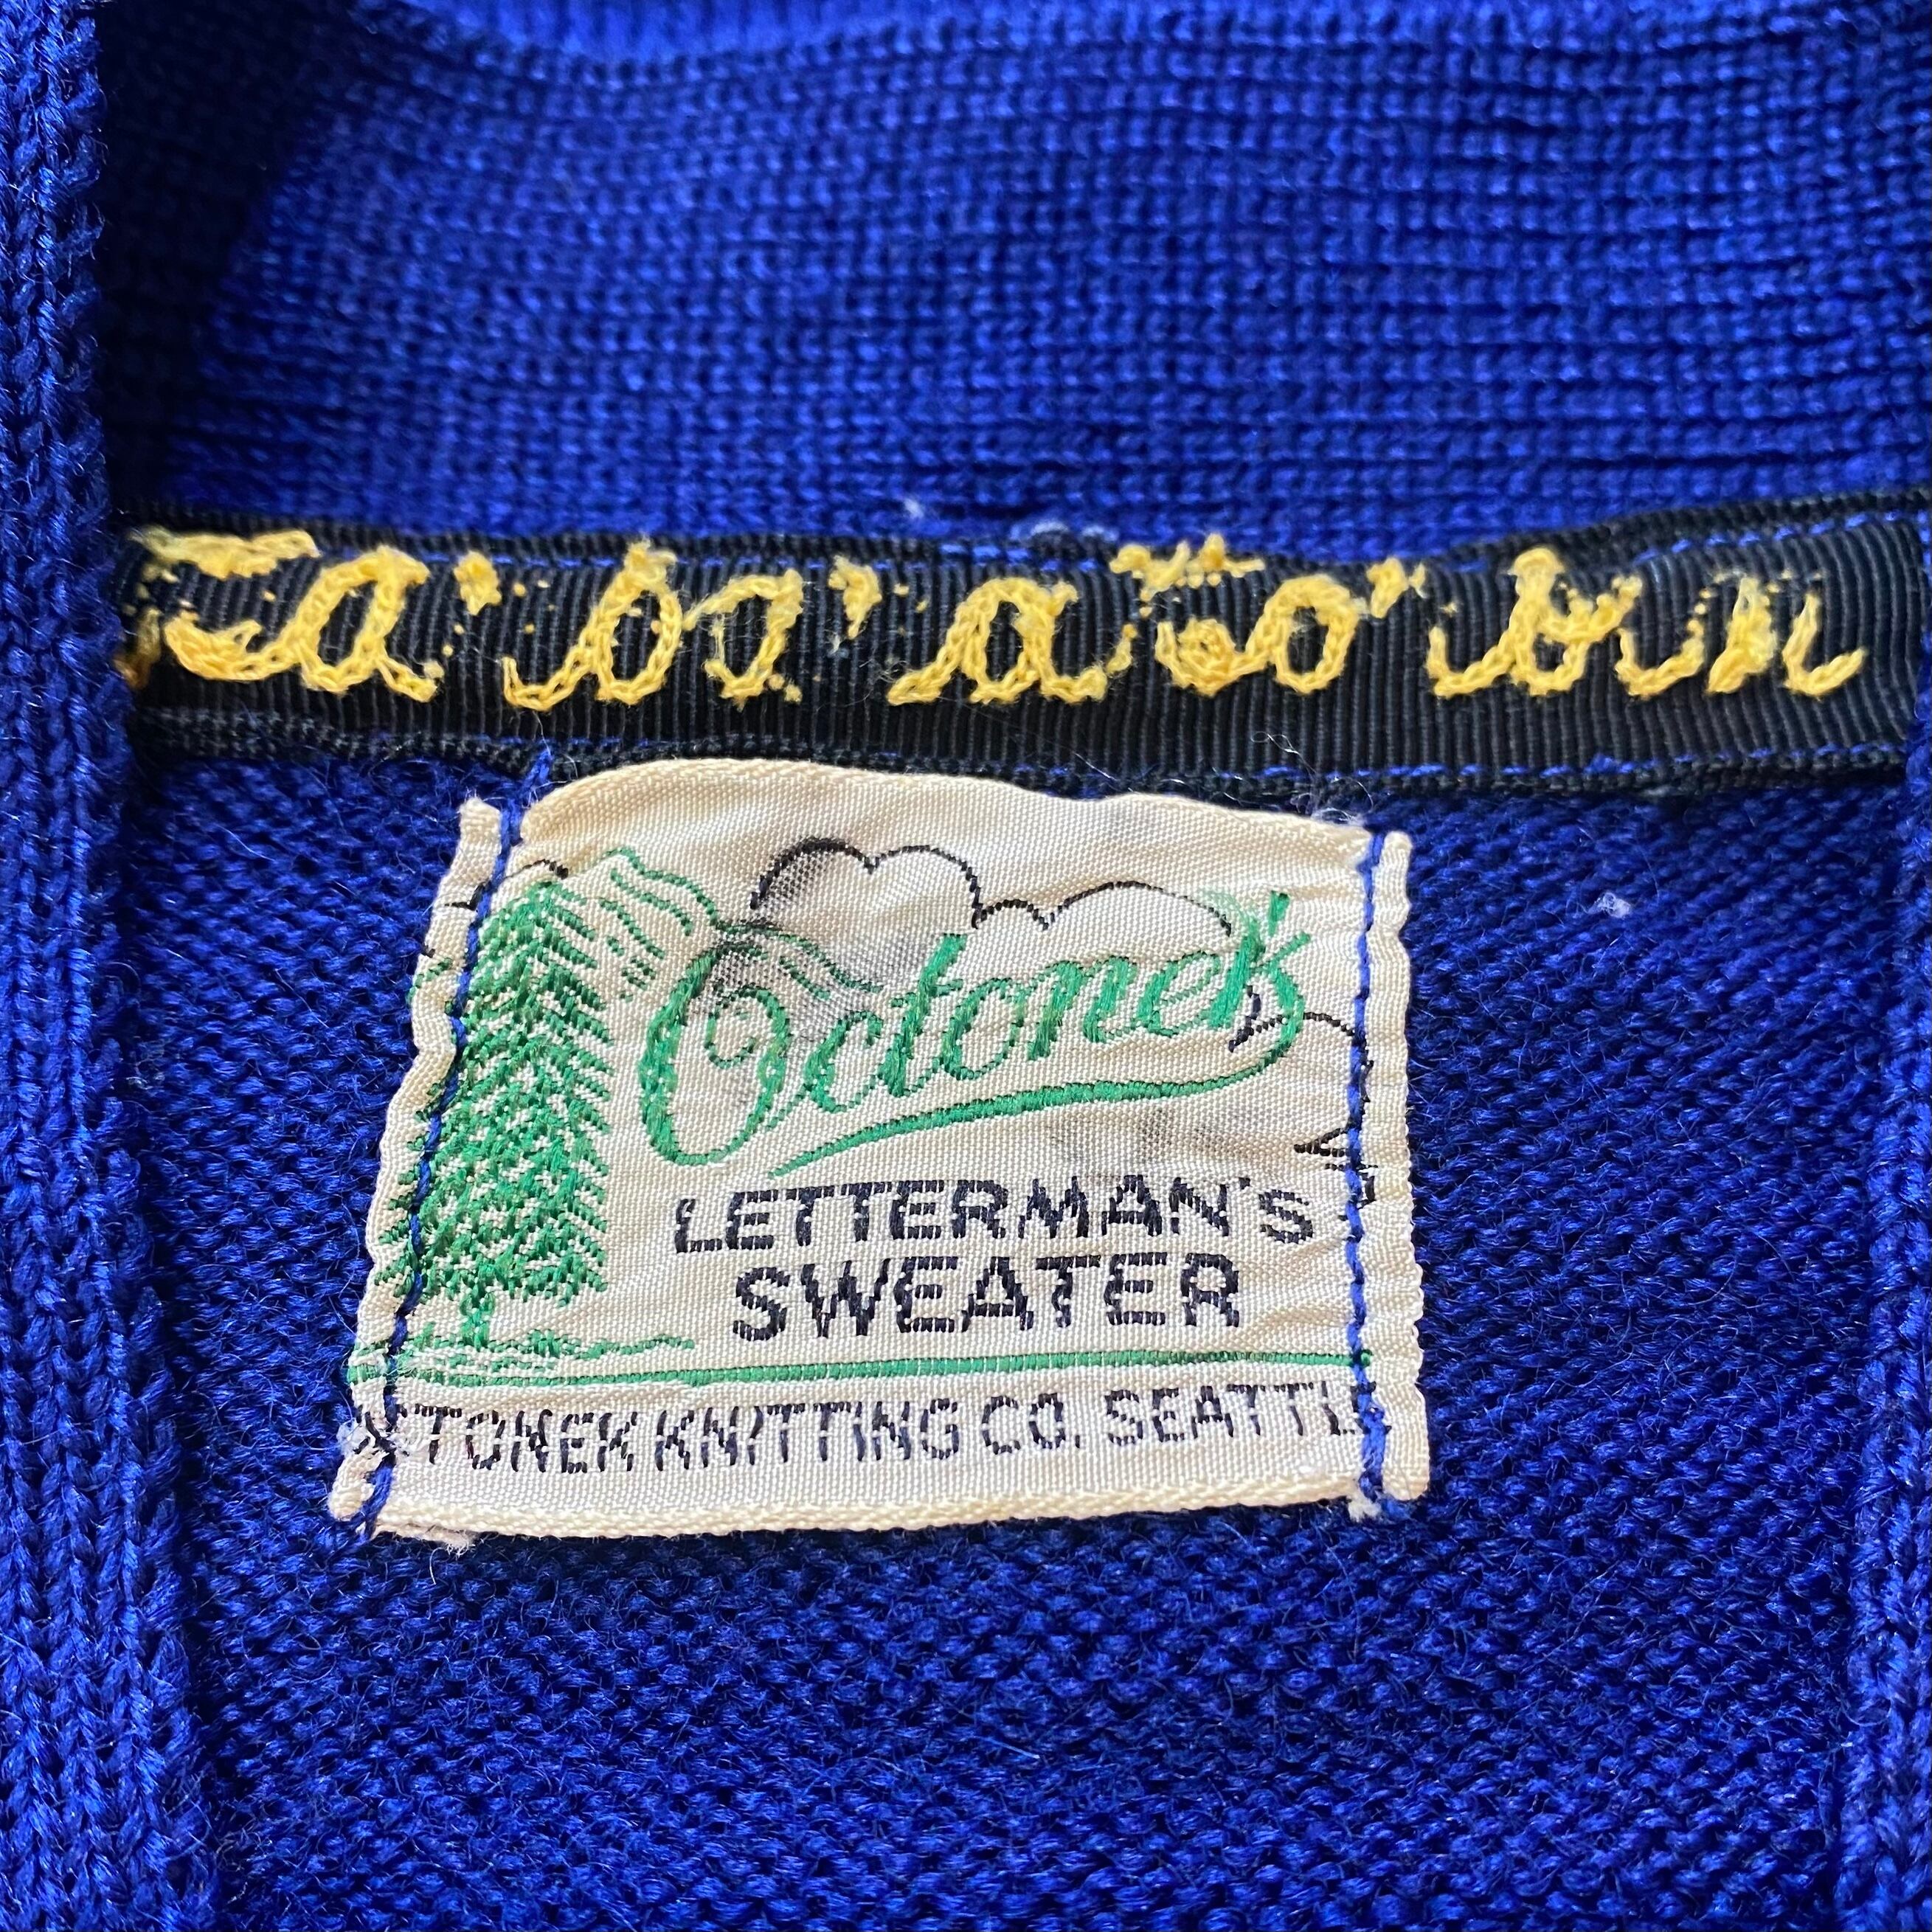 Octonek
LETTERMAN'S
SWEATER
OCTONEK KNITTING CO. SEATTLE